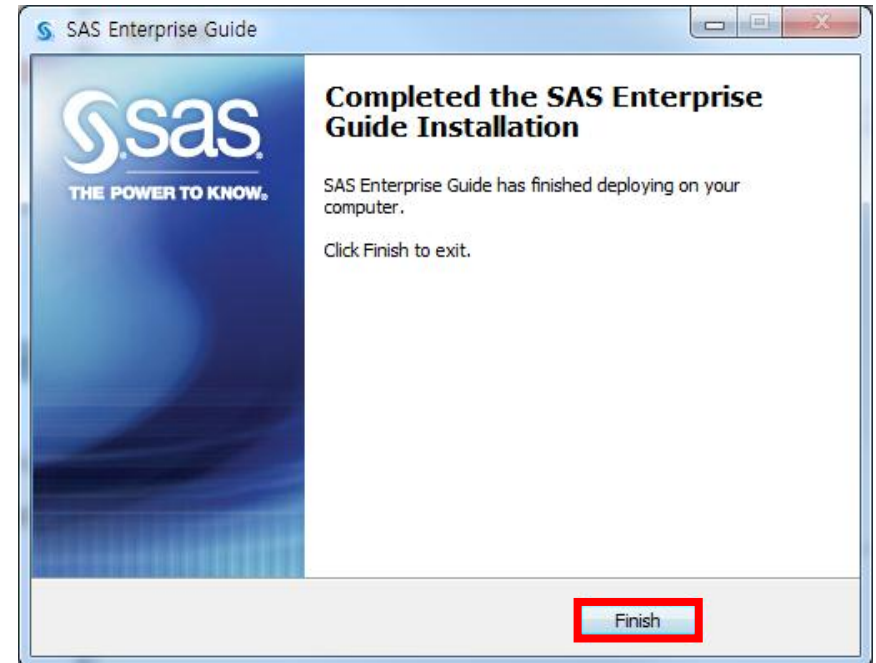 SAS Enterprise Guide
sas
THE POWER TO KNOW®
Completed the SAS Enterprise
Guide Installation
SAS Enterprise Guide has finished deploying on your
computer.
Click Finish to exit.
Finish